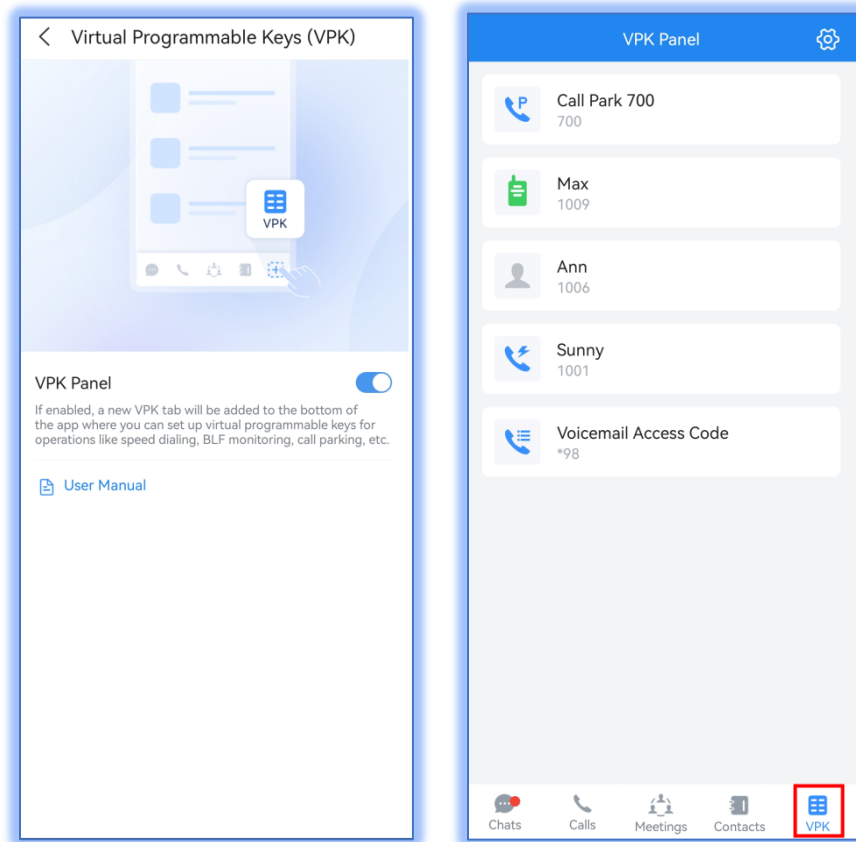 Virtual Programmable Keys (VPK)
VPK
VPK Panel
If enabled, a new VPK tab will be added to the bottom of
the app where you can set up virtual programmable keys for
operations like speed dialing, BLF monitoring, call parking, etc.
User Manual
VPK Panel
P
Call Park 700
700
Max
1009
Ann
1006
Sunny
1001
Voicemail Access Code
*98
Chats
Calls
Meetings
Contacts
VPK